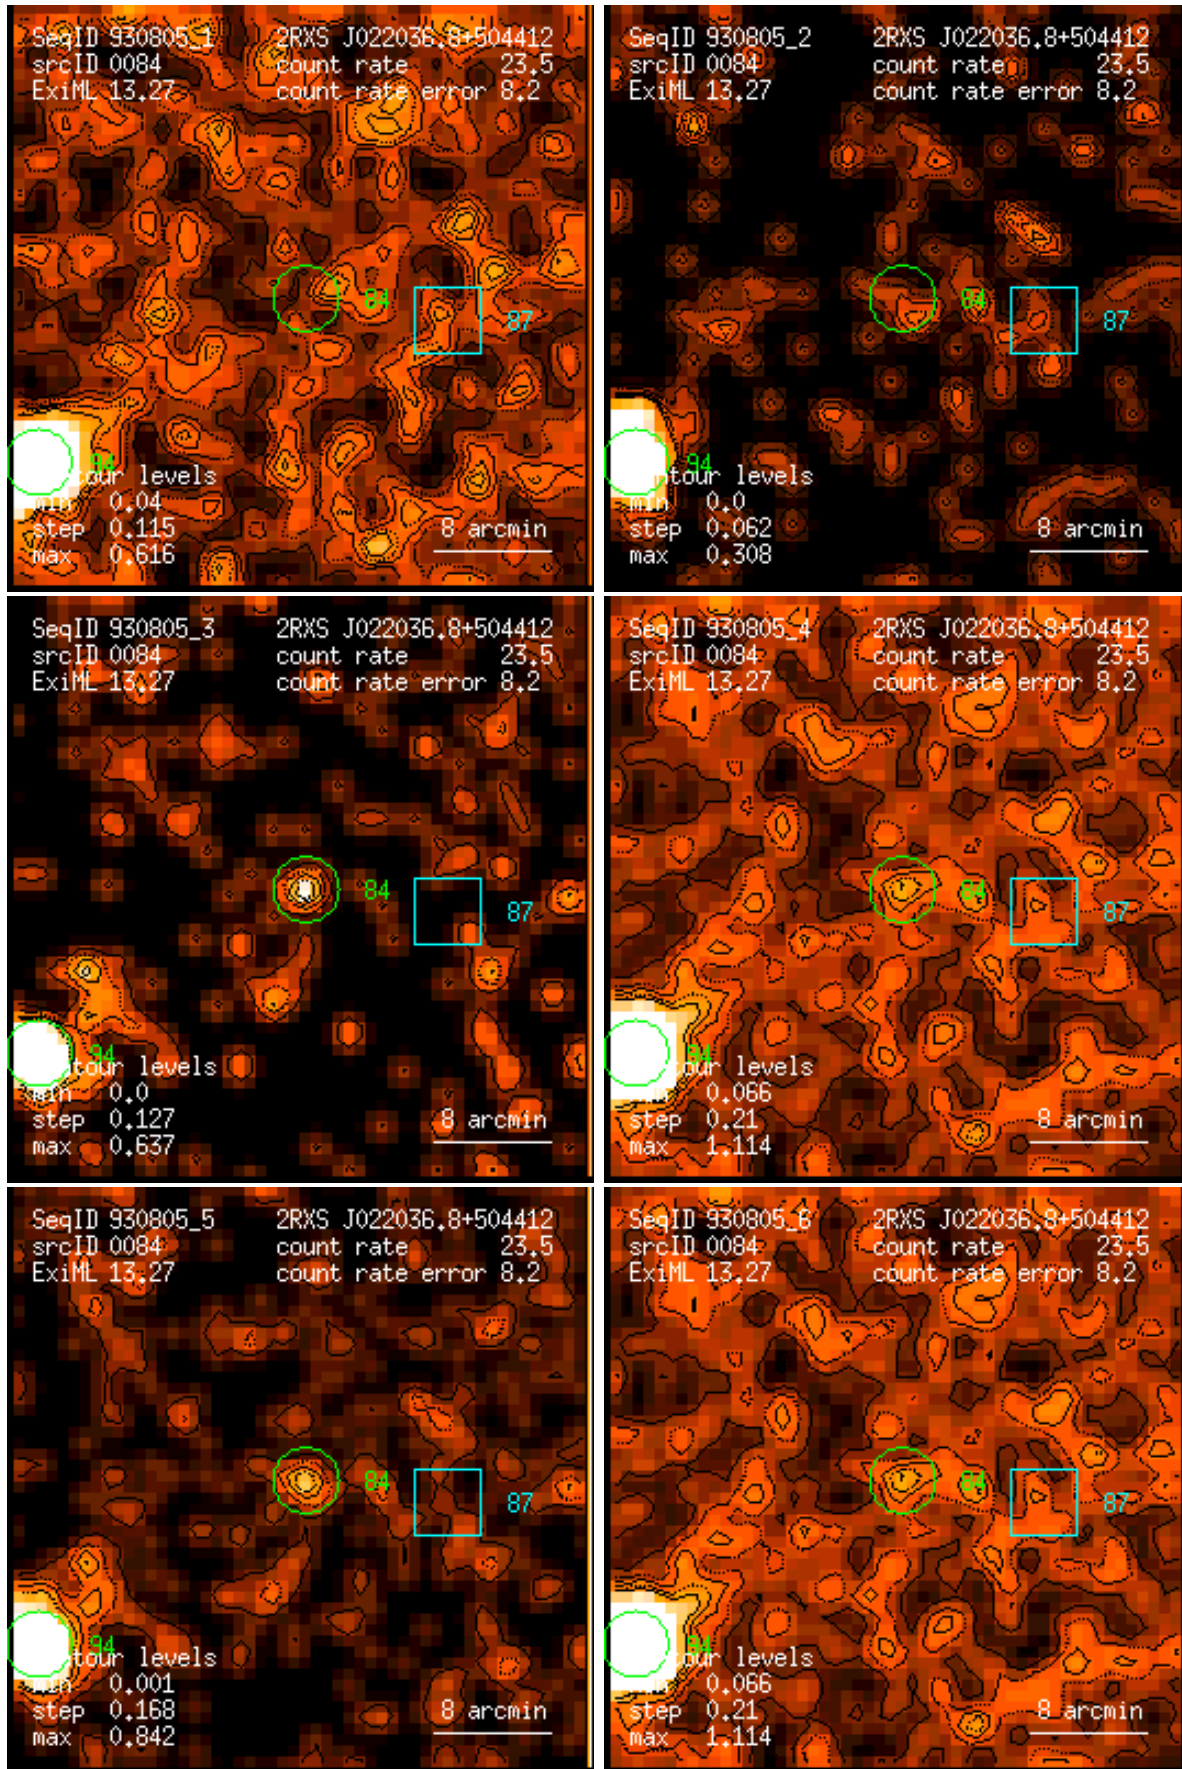 SeqID 930805_1 2RXS J022036.8+504412
srcID 0084 count rate 23.5
ExiML 13.27 count rate error 8.2
84
87
94
tour levels
min 0.04
step 0.115 8 arcmin
max 0.616
SeqID 930805_2 2RXS J022036.8+504412
srcID 0084 count rate 23.5
ExiML 13.27 count rate error 8.2
84
87
94
ntour levels
min 0.0
step 0.062 8 arcmin
max 0.308
SeqID 930805_3 2RXS J022036.8+504412
srcID 0084 count rate 23.5
ExiML 13.27 count rate error 8.2
84
87
94
tour levels
min 0.0
step 0.127 8 arcmin
max 0.637
SeqID 930805_4 2RXS J022036.8+504412
srcID 0084 count rate 23.5
ExiML 13.27 count rate error 8.2
84
87
94
tour levels
0.066
step 0.21 8 arcmin
max 1.114
SeqID 930805_5 2RXS J022036.8+504412
srcID 0084 count rate 23.5
ExiML 13.27 count rate error 8.2
84
87
94
tour levels
min 0.001
step 0.168 8 arcmin
max 0.842
SeqID 930805_6 2RXS J022036.8+504412
srcID 0084 count rate 23.5
ExiML 13.27 count rate error 8.2
84
87
94
tour levels
min 0.066
step 0.21 8 arcmin
max 1.114